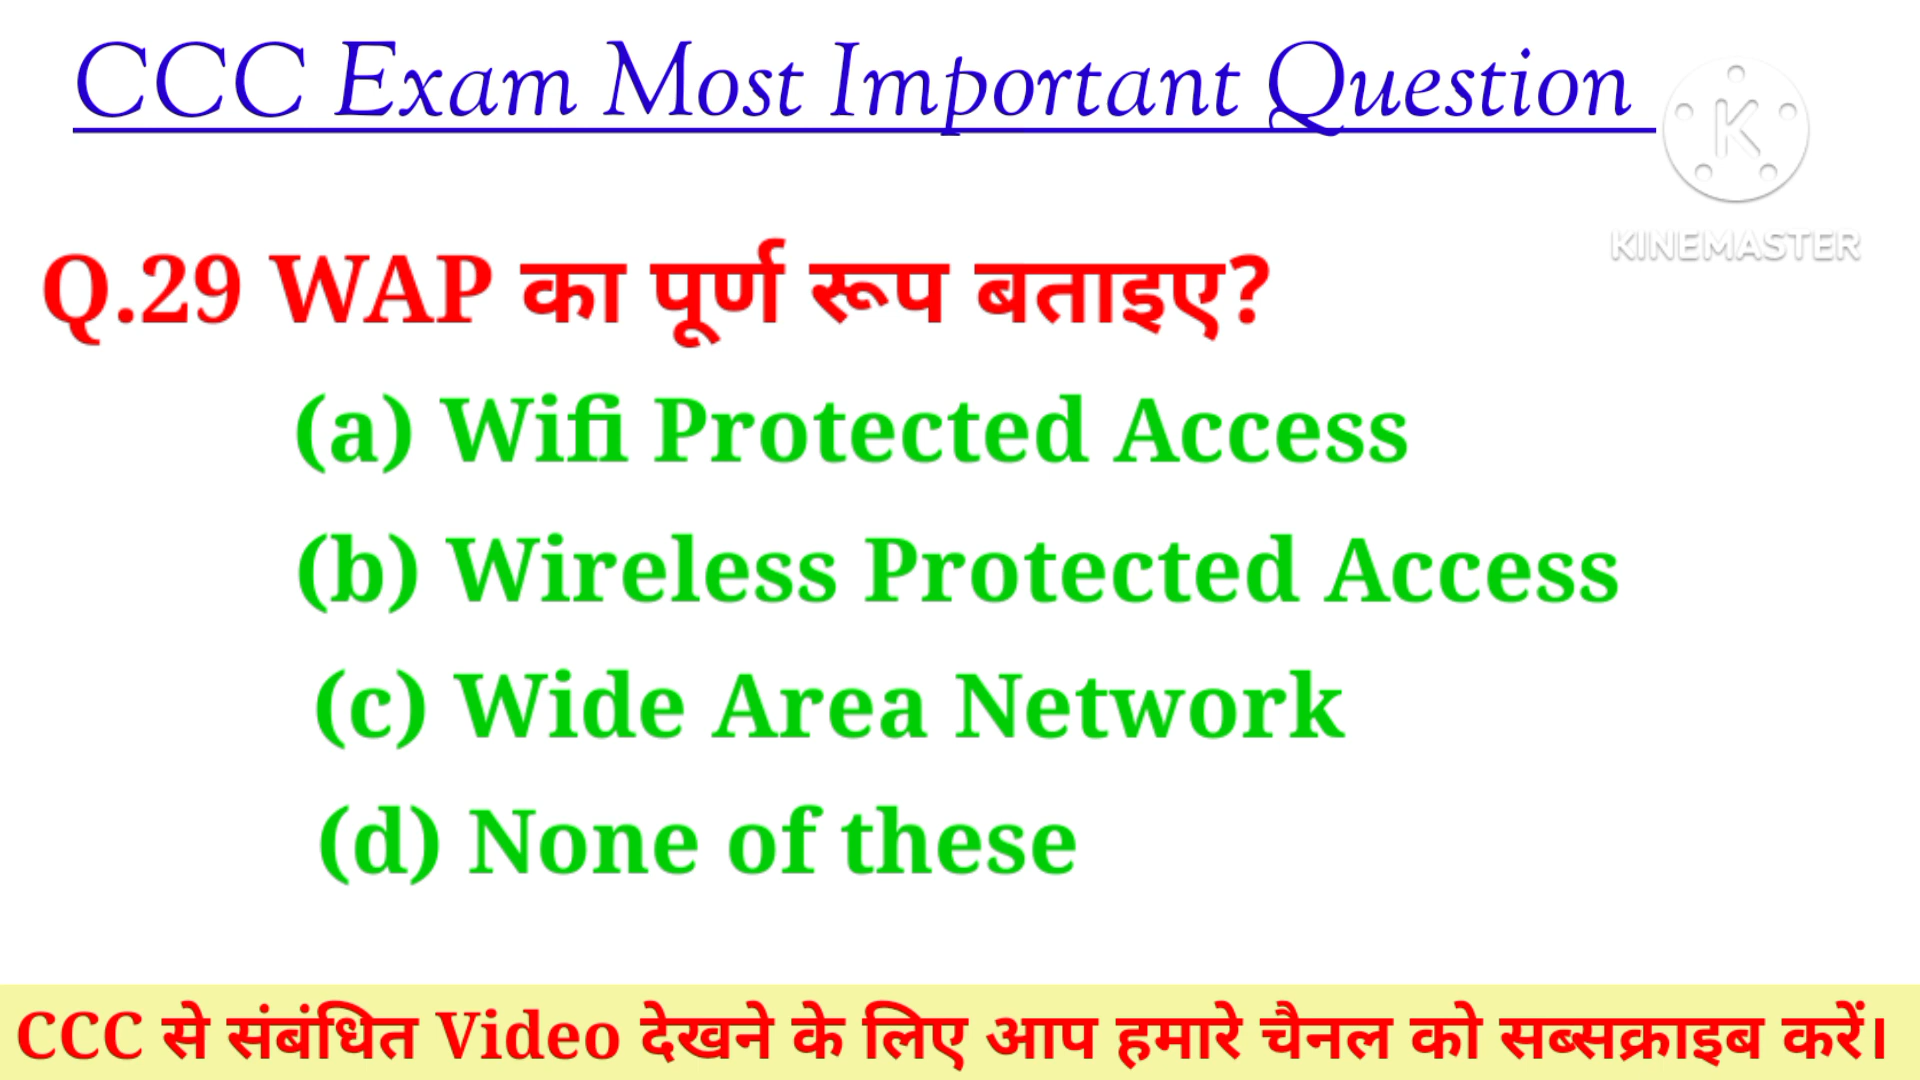 CCC Exam Most Important Question
K
KINEMASTER
Q.29 WAP का पूर्ण रूप बताइए?
(a) Wifi Protected Access
(b) Wireless Protected Access
(c) Wide Area Network
(d) None of these
CCC से संबंधित Video देखने के लिए आप हमारे चैनल को सब्सक्राइब करें।